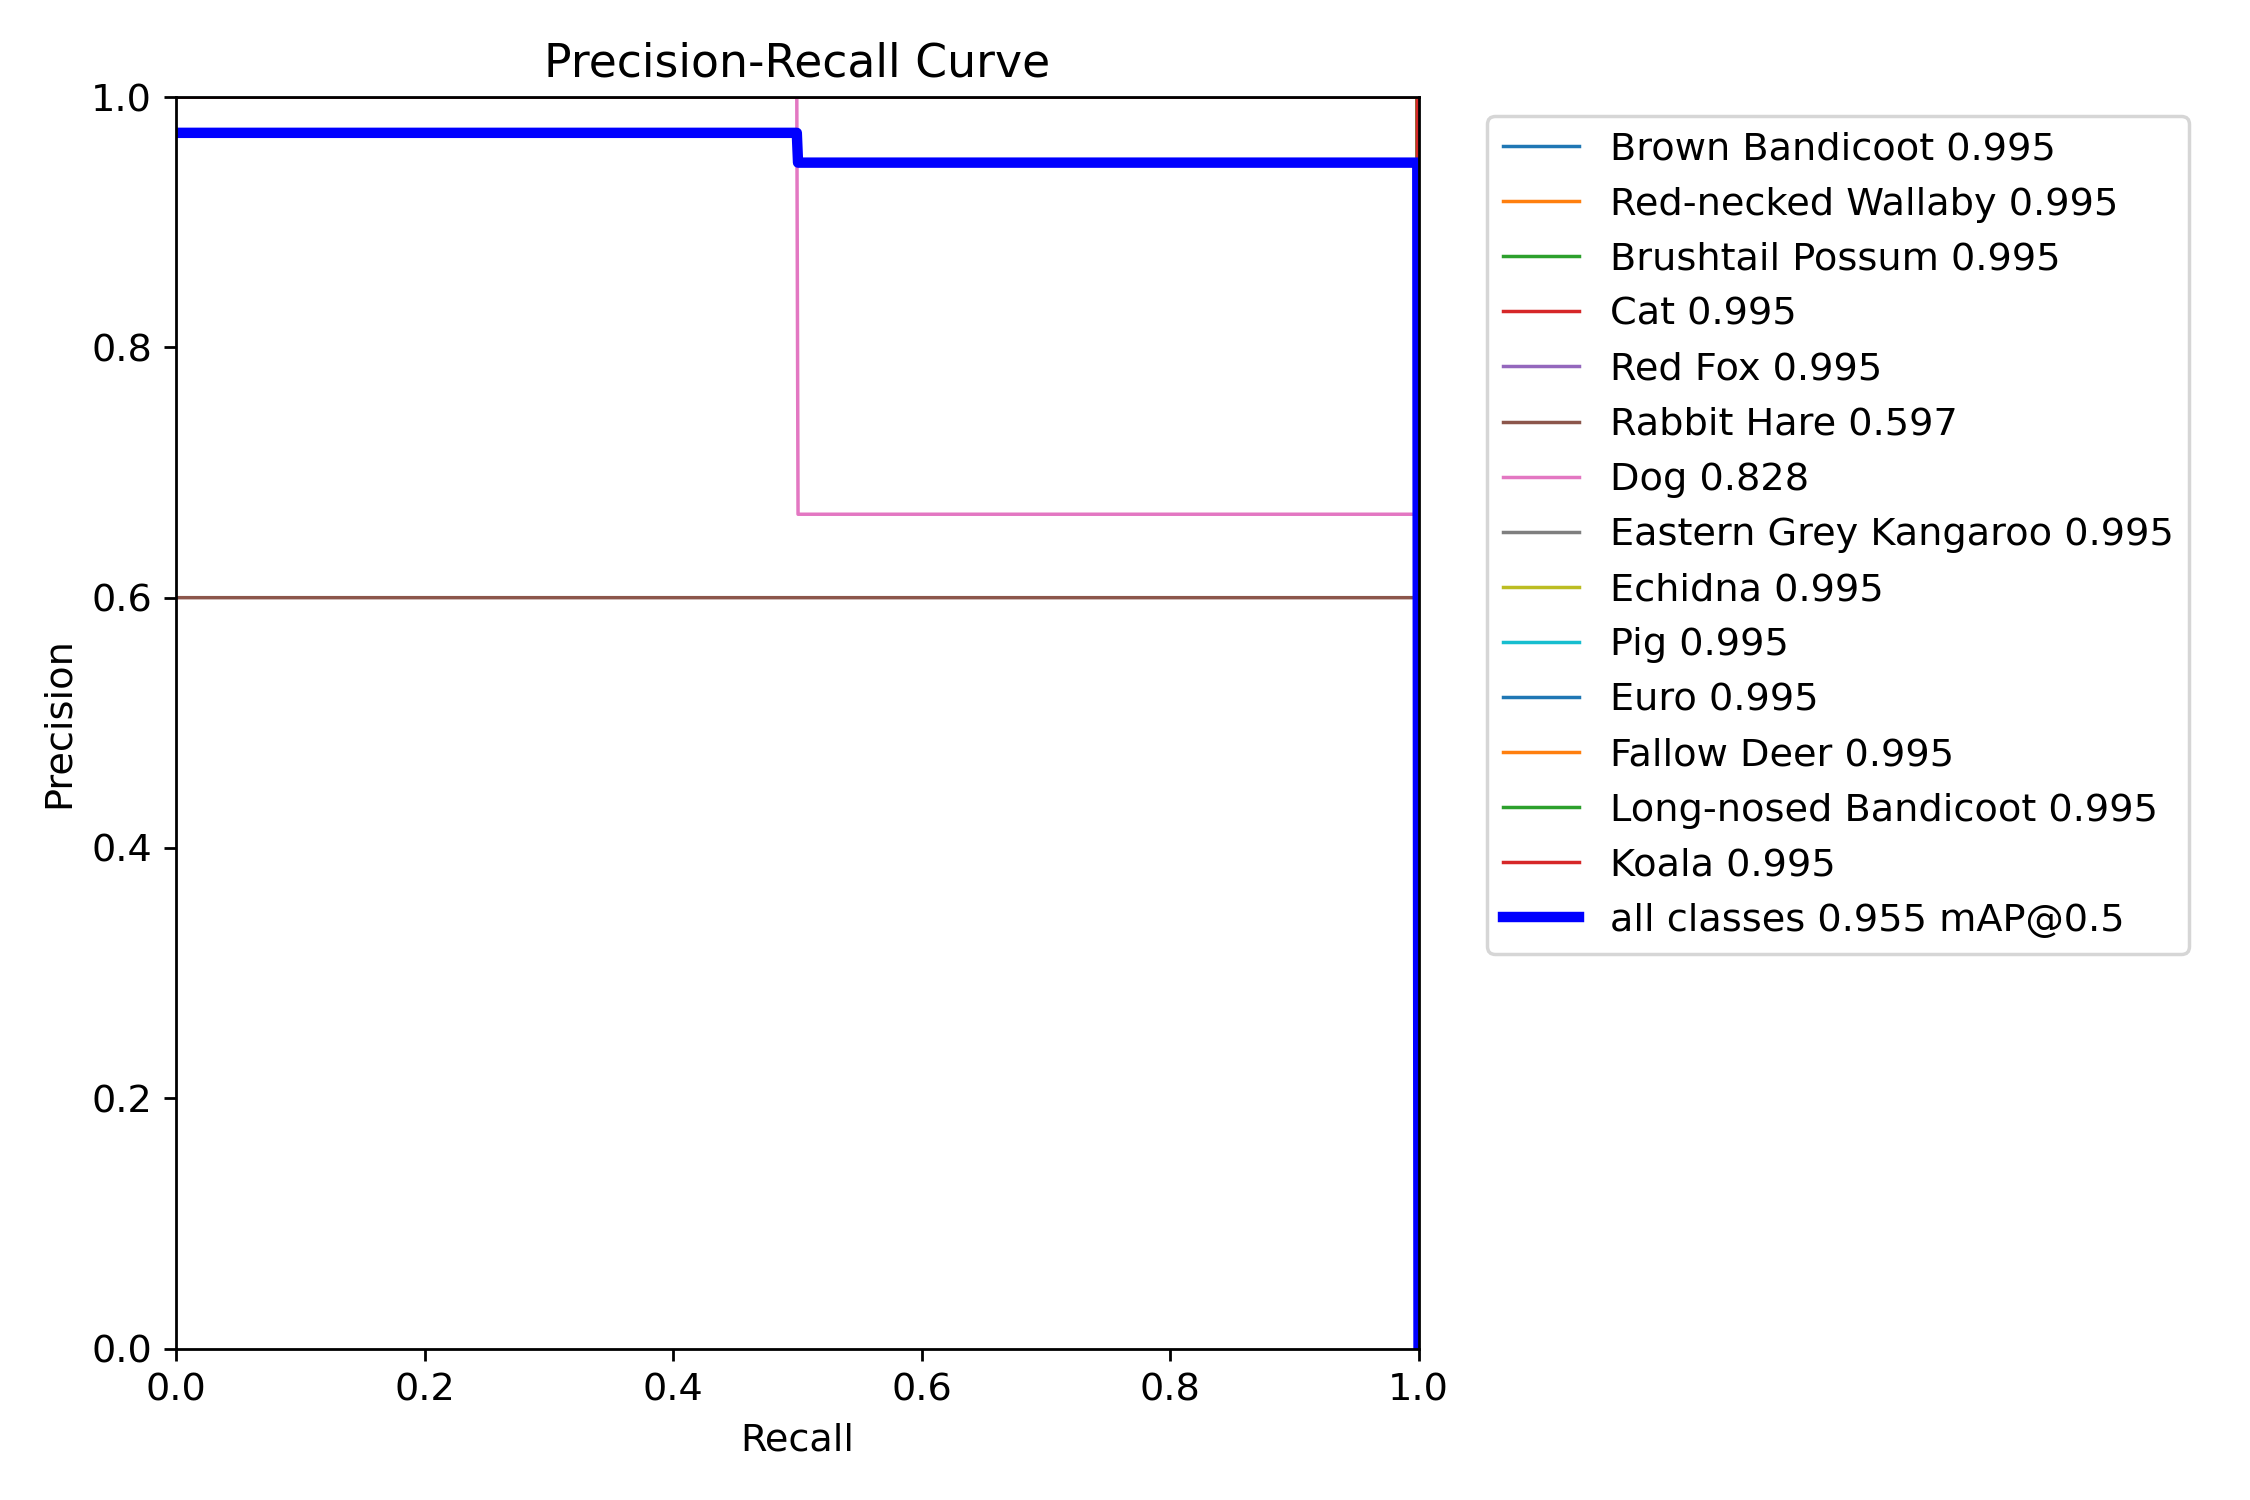 Precision-Recall Curve
1.0
0.8
0.6
0.4
0.2
0.0
Precision
0.0 0.2 0.4 0.6 0.8 1.0
Recall
Brown Bandicoot 0.995
Red-necked Wallaby 0.995
Brushtail Possum 0.995
Cat 0.995
Red Fox 0.995
Rabbit Hare 0.597
Dog 0.828
Eastern Grey Kangaroo 0.995
Echidna 0.995
Pig 0.995
Euro 0.995
Fallow Deer 0.995
Long-nosed Bandicoot 0.995
Koala 0.995
all classes 0.955 mAP@0.5